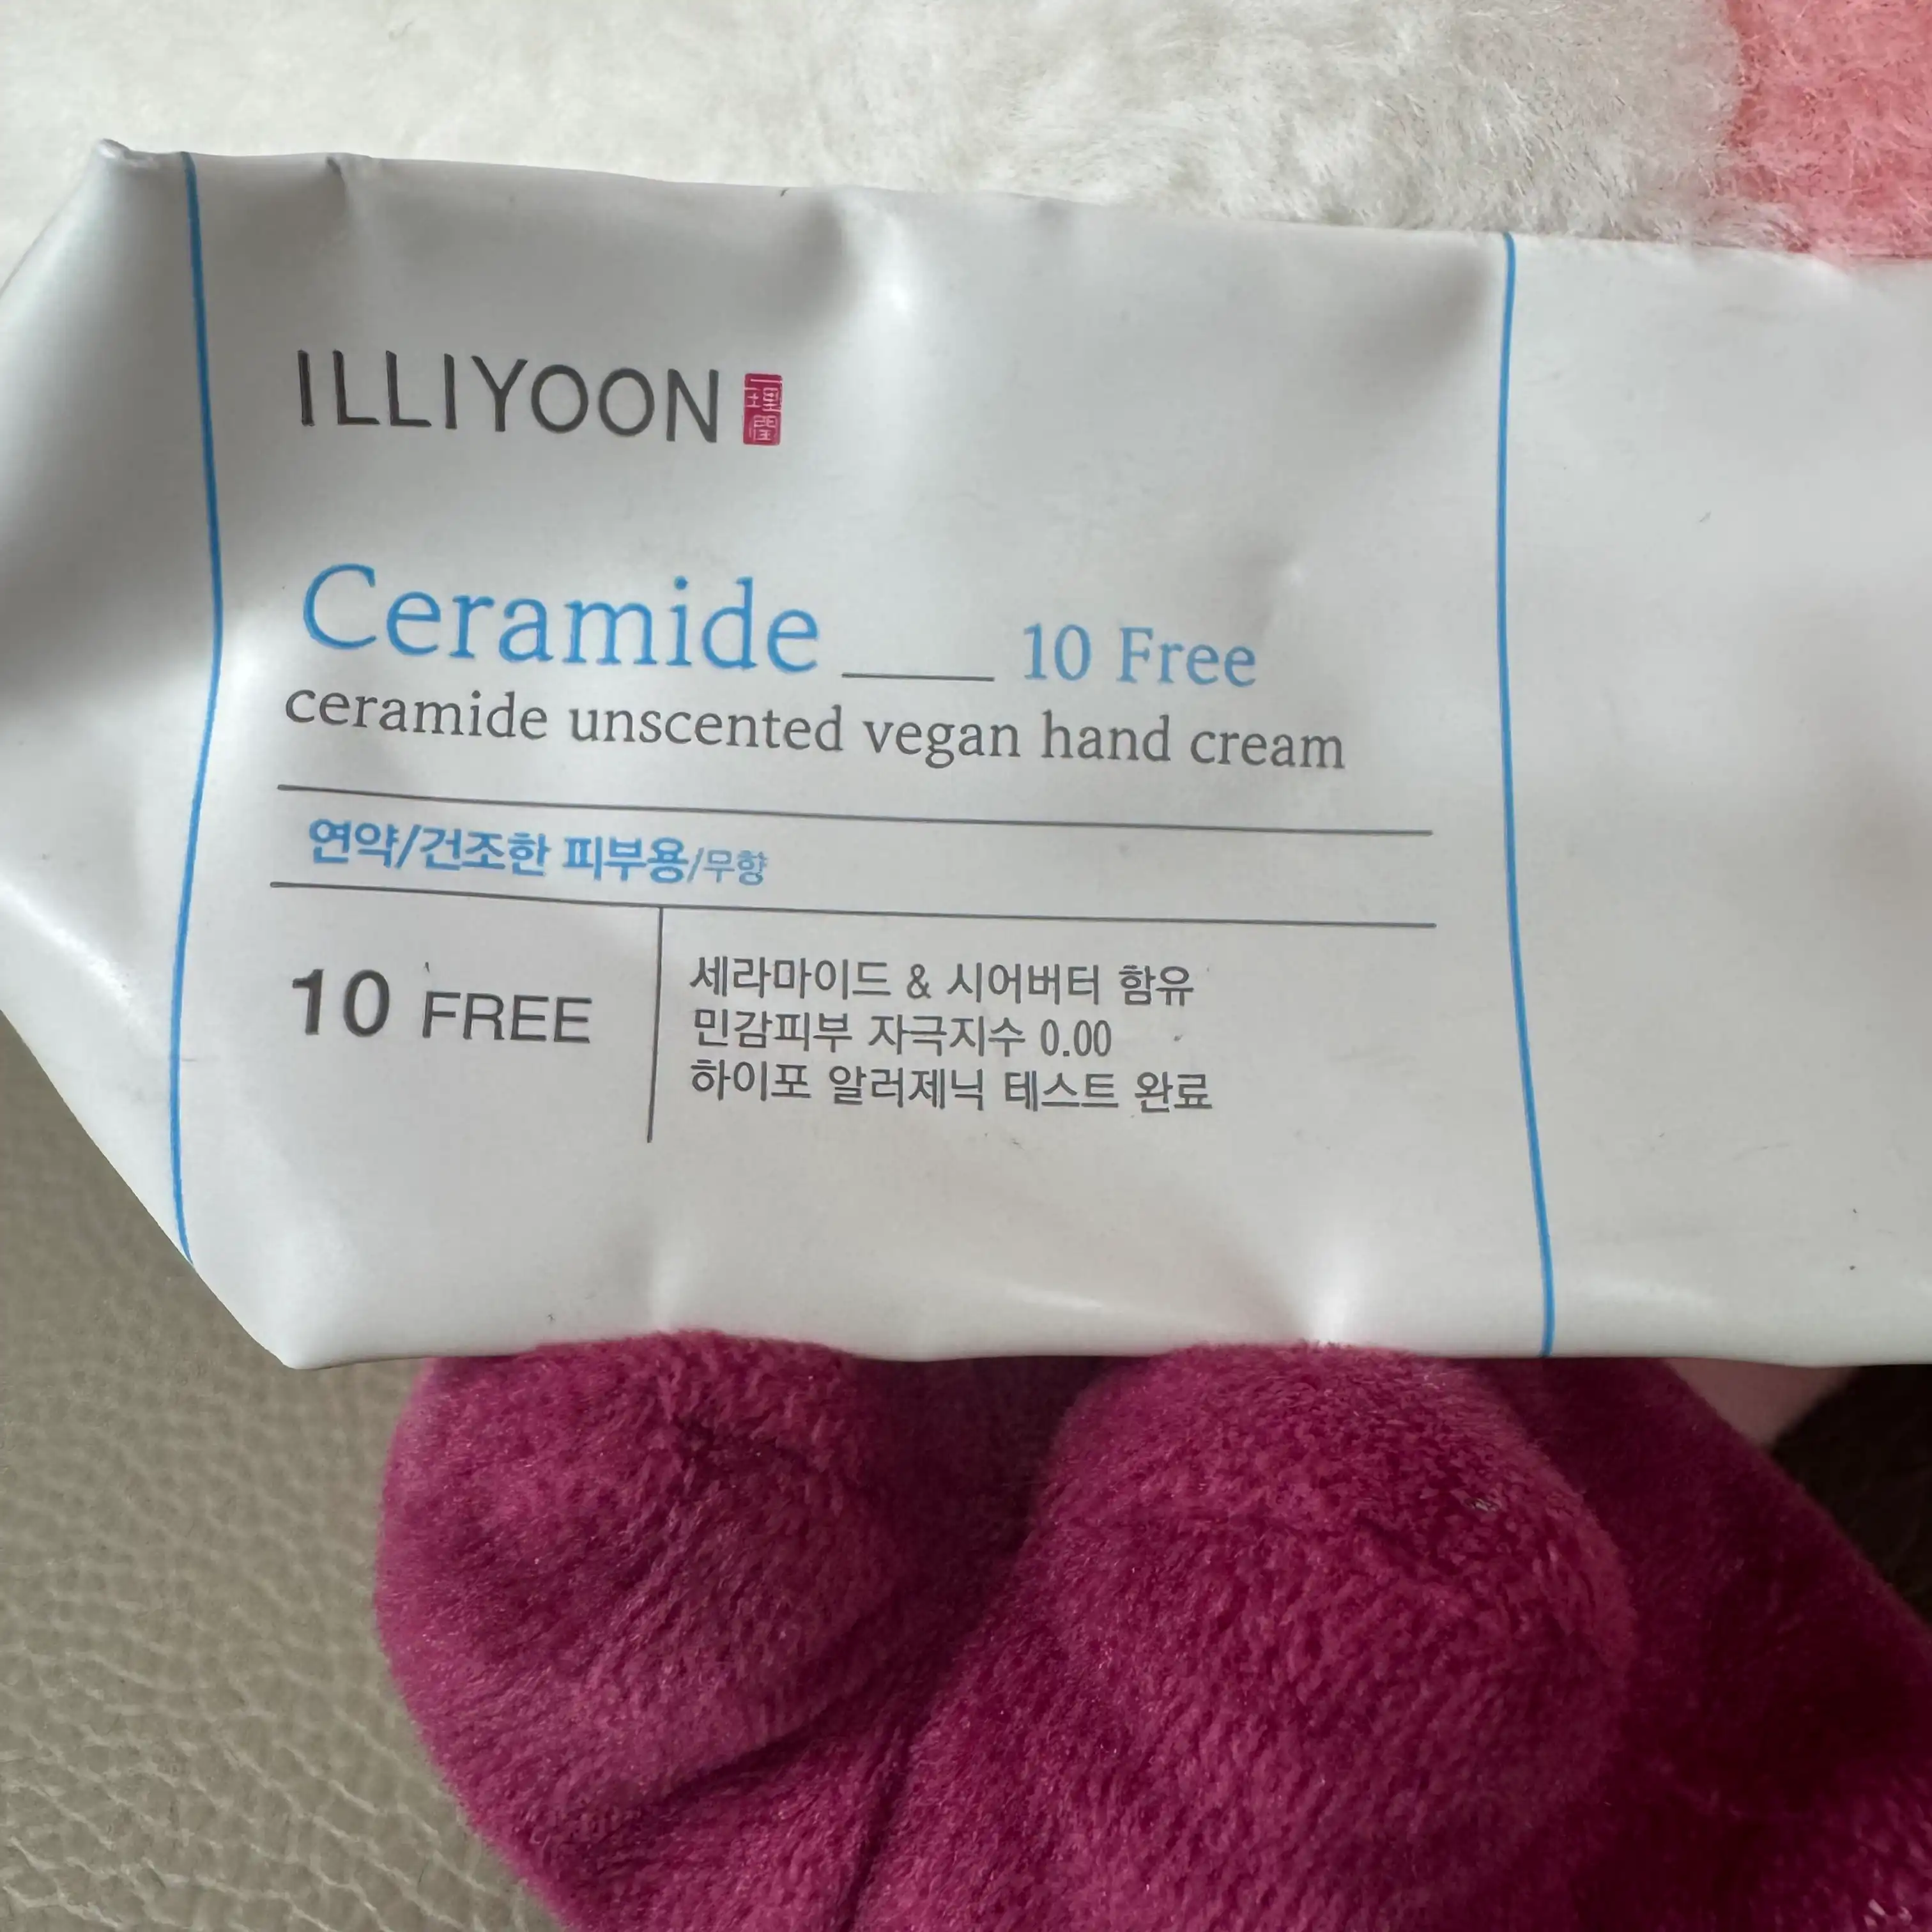 ILLIYOON
Ceramide 10 Free
ceramide unscented vegan hand cream
연약/건조한 피부용/무향
10 FREE
세라마이드 & 시어버터 함유
민감피부 자극지수 0.00
하이포 알러제닉 테스트 완료